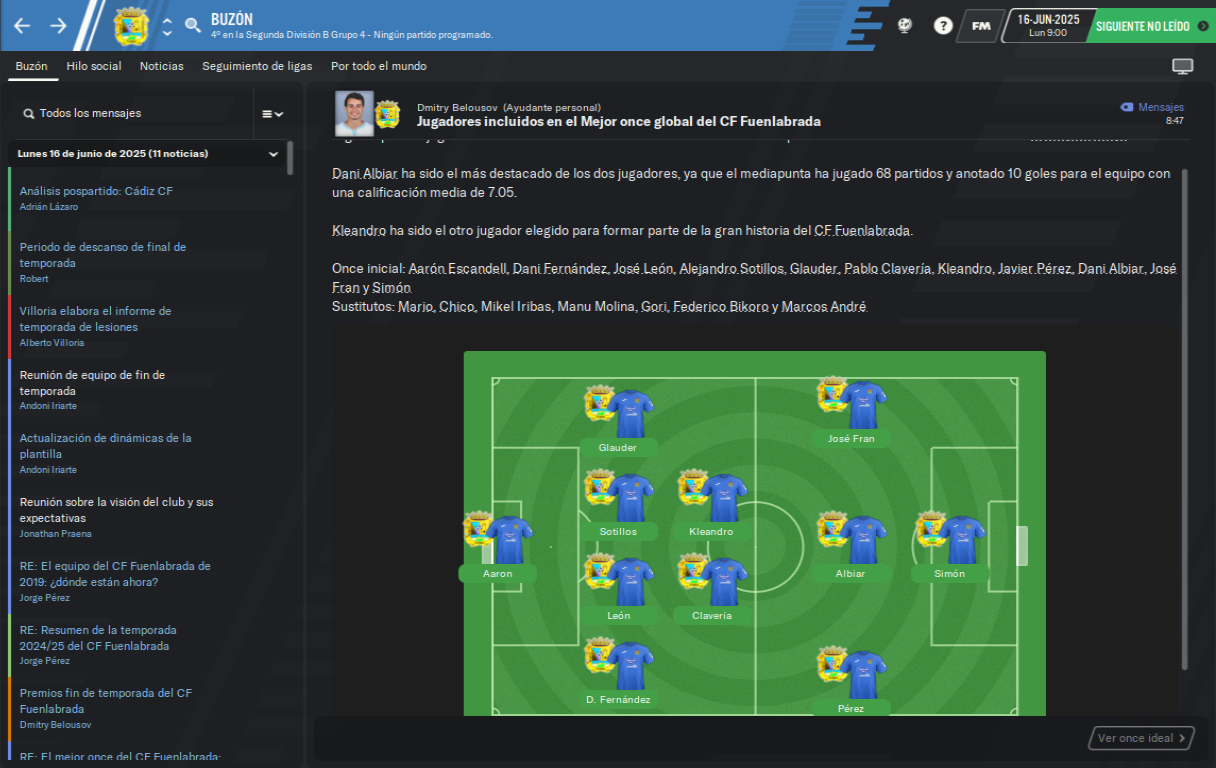 BUZÓN
4º en la Segunda División B Grupo 4 - Ningún partido programado.
?
FM
16-JUN-2025
Lun 9:00
SIGUIENTE NO LEÍDO
Buzón
Hilo social
Noticias
Seguimiento de ligas
Por todo el mundo
Todos los mensajes
Lunes 16 de junio de 2025 (11 noticias)
Análisis pospartido: Cádiz CF
Adrián Lázaro
Periodo de descanso de final de
temporada
Robert
Villoria elabora el informe de
temporada de lesiones
Alberto Villoria
Reunión de equipo de fin de
temporada
Andoni Iriarte
Actualización de dinámicas de la
plantilla
Andoni Iriarte
Reunión sobre la visión del club y sus
expectativas
Jonathan Praena
RE: El equipo del CF Fuenlabrada de
2019: ¿dónde están ahora?
Jorge Pérez
RE: Resumen de la temporada
2024/25 del CF Fuenlabrada
Jorge Pérez
Premios fin de temporada del CF
Fuenlabrada
Dmitry Belousov
RE: El mejor once del CF Fuenlabrada:
Dmitry Belousov (Ayudante personal)
Jugadores incluidos en el Mejor once global del CF Fuenlabrada
Mensajes
8:47
Dani Albiar ha sido el más destacado de los dos jugadores, ya que el mediapunta ha jugado 68 partidos y anotado 10 goles para el equipo con
una calificación media de 7.05.
Kleandro ha sido el otro jugador elegido para formar parte de la gran historia del CF Fuenlabrada.
Once inicial: Aarón Escandell, Dani Fernández, José León, Alejandro Sotillos, Glauder, Pablo Clavería, Kleandro, Javier Pérez, Dani Albiar, José
Fran y Simón
Sustitutos: Mario, Chico, Mikel Iribas, Manu Molina, Gori, Federico Bikoro y Marcos André
Glauder
José Fran
Sotillos
Kleandro
Aaron
Albiar
Simón
León
Clavería
D. Fernández
Pérez
Ver once ideal